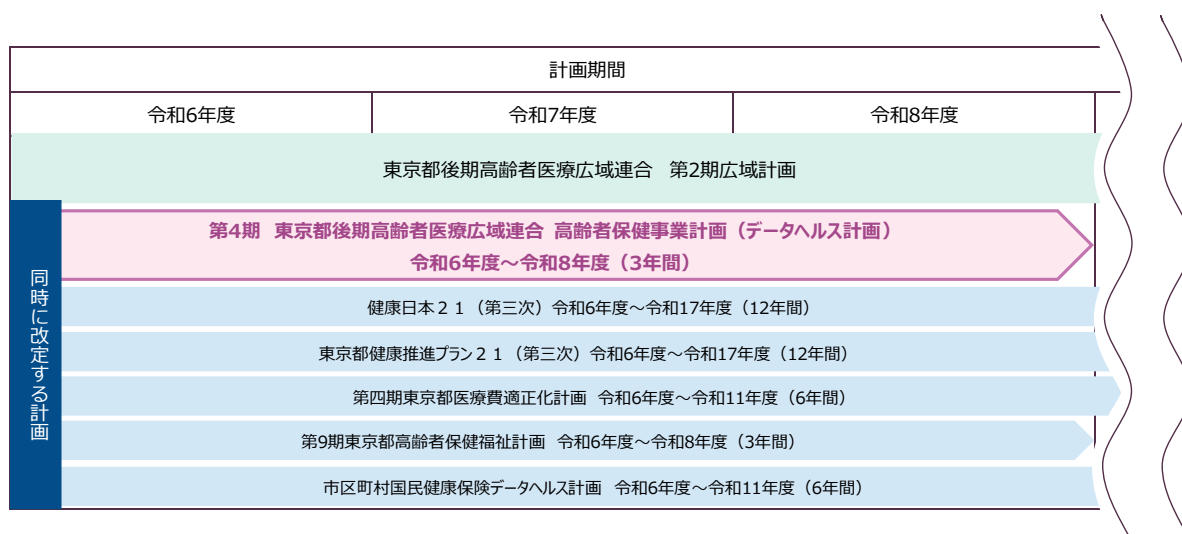 計画期間
令和6年度 令和7年度 令和8年度
東京都後期高齢者医療広域連合 第2期広域計画
同時に改定する計画
第4期 東京都後期高齢者医療広域連合 高齢者保健事業計画（データヘルス計画）
令和6年度～令和8年度（3年間）
健康日本２１（第三次）令和6年度～令和17年度（12年間）
東京都健康推進プラン２１（第三次）令和6年度～令和17年度（12年間）
第四期東京都医療費適正化計画 令和6年度～令和11年度（6年間）
第9期東京都高齢者保健福祉計画 令和6年度～令和8年度（3年間）
市区町村国民健康保険データヘルス計画 令和6年度～令和11年度（6年間）